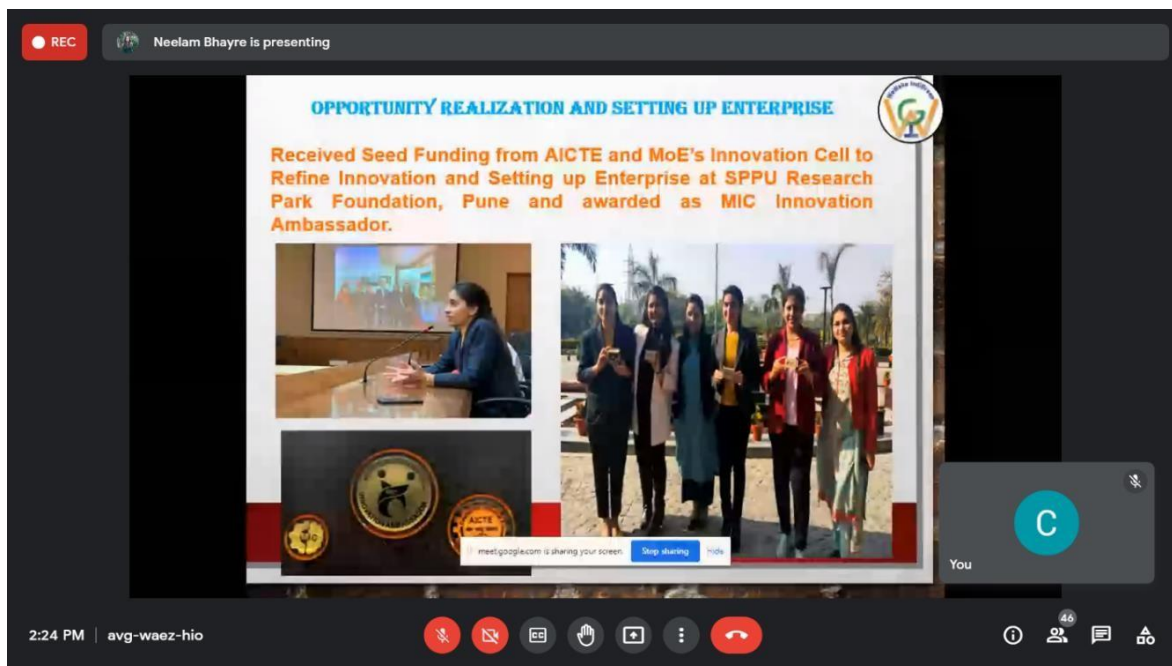 REC
Neelam Bhayre is presenting
OPPORTUNITY REALIZATION AND SETTING UP ENTERPRISE
Received Seed Funding from AICTE and MoE's Innovation Cell to
Refine Innovation and Setting up Enterprise at SPPU Research
Park Foundation, Pune and awarded as MIC Innovation
Ambassador.
AICTE
meet.google.com is sharing your screen.
Stop sharing
Hide
C
You
2:24 PM | avg-waez-hio
CC
46